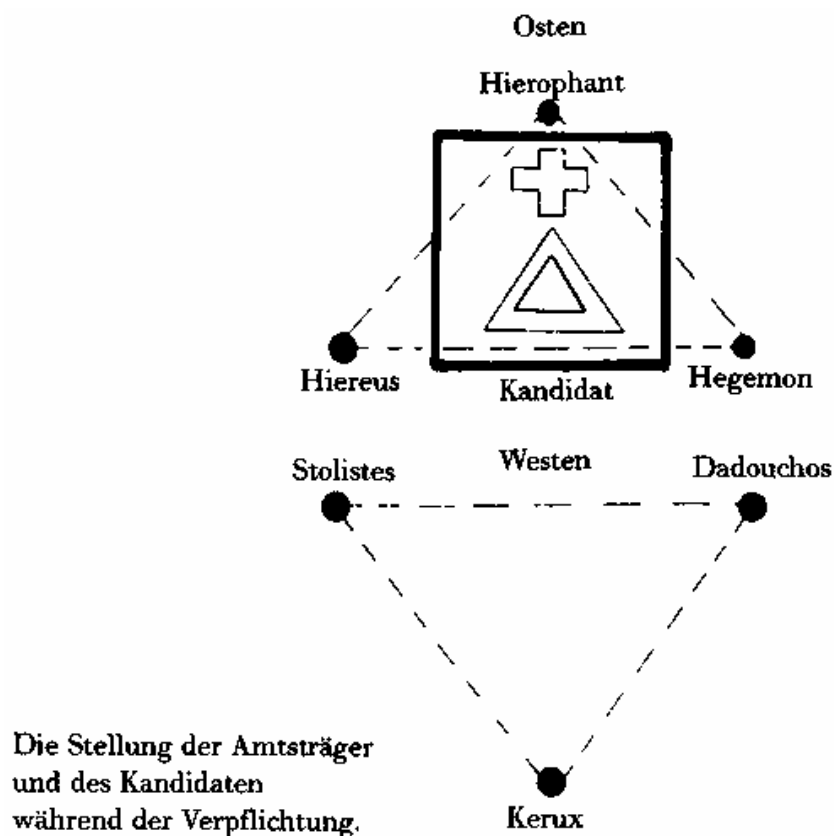 Osten
Hierophant
Hiereus
Kandidat
Hegemon
Stolistes
Westen
Dadouchos
Die Stellung der Amtsträger
und des Kandidaten
während der Verpflichtung.
Kerux